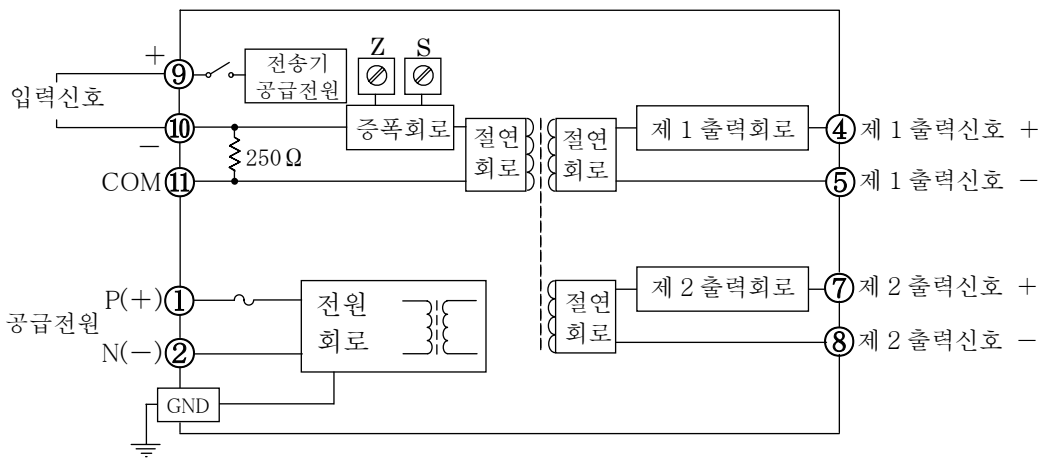 Z S
+
⑨
전송기
공급전원
입력신호
⑩
−
증폭회로
250 Ω
COM ⑪
절연
회로
절연
회로
제 1 출력회로
④ 제 1 출력신호 +
⑤ 제 1 출력신호 −
P(+) ①
공급전원
N(−) ②
전원
회로
절연
회로
제 2 출력회로
⑦ 제 2 출력신호 +
⑧ 제 2 출력신호 −
GND